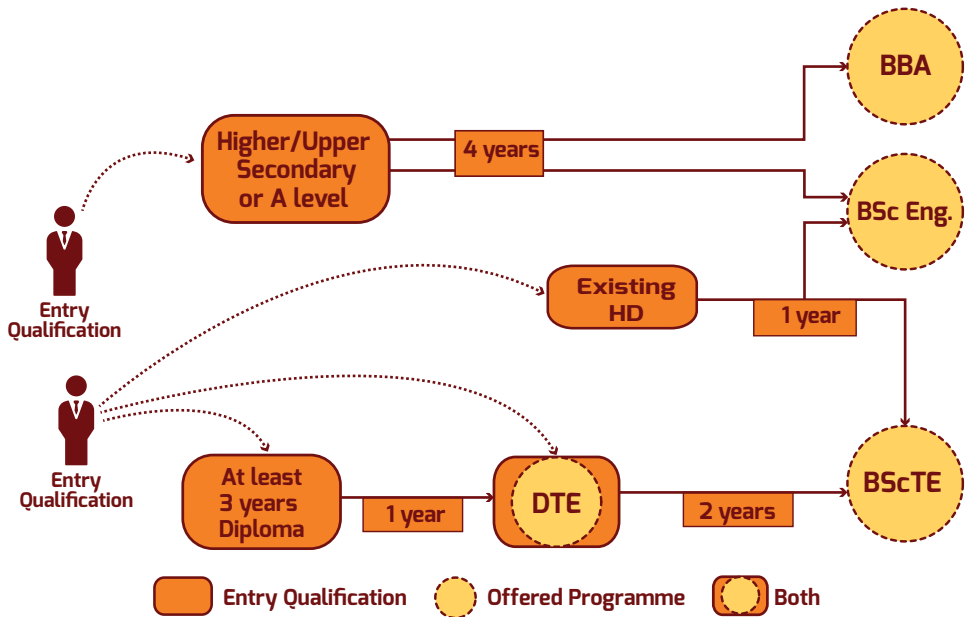 BBA
Higher/Upper
Secondary
or A level
4 years
BSc Eng.
Entry
Qualification
Existing
HD
1 year
Entry
Qualification
At least
3 years
Diploma
1 year
DTE
2 years
BScTE
Entry Qualification
Offered Programme
Both